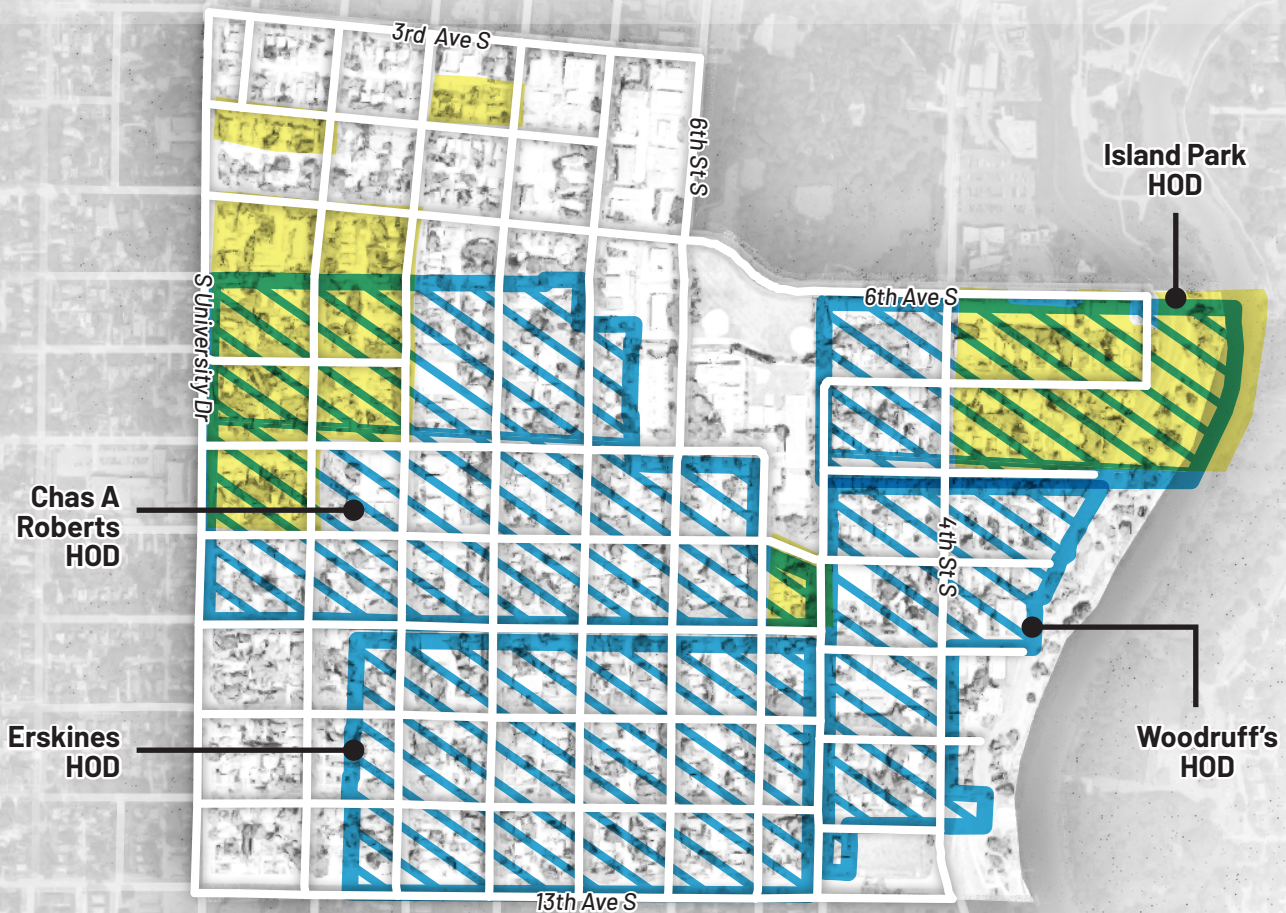 3rd Ave S
6th St S
Island Park
HOD
S University Dr
6th Ave S
Chas A
Roberts
HOD
4th St S
Erskines
HOD
Woodruff’s
HOD
13th Ave S